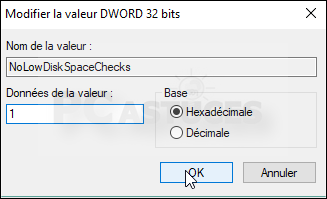 Modifier la valeur DWORD 32 bits
Nom de la valeur :
NoLowDiskSpaceChecks
Données de la valeur :
1
Base
Hexadécimale
Décimale
OK
Annuler